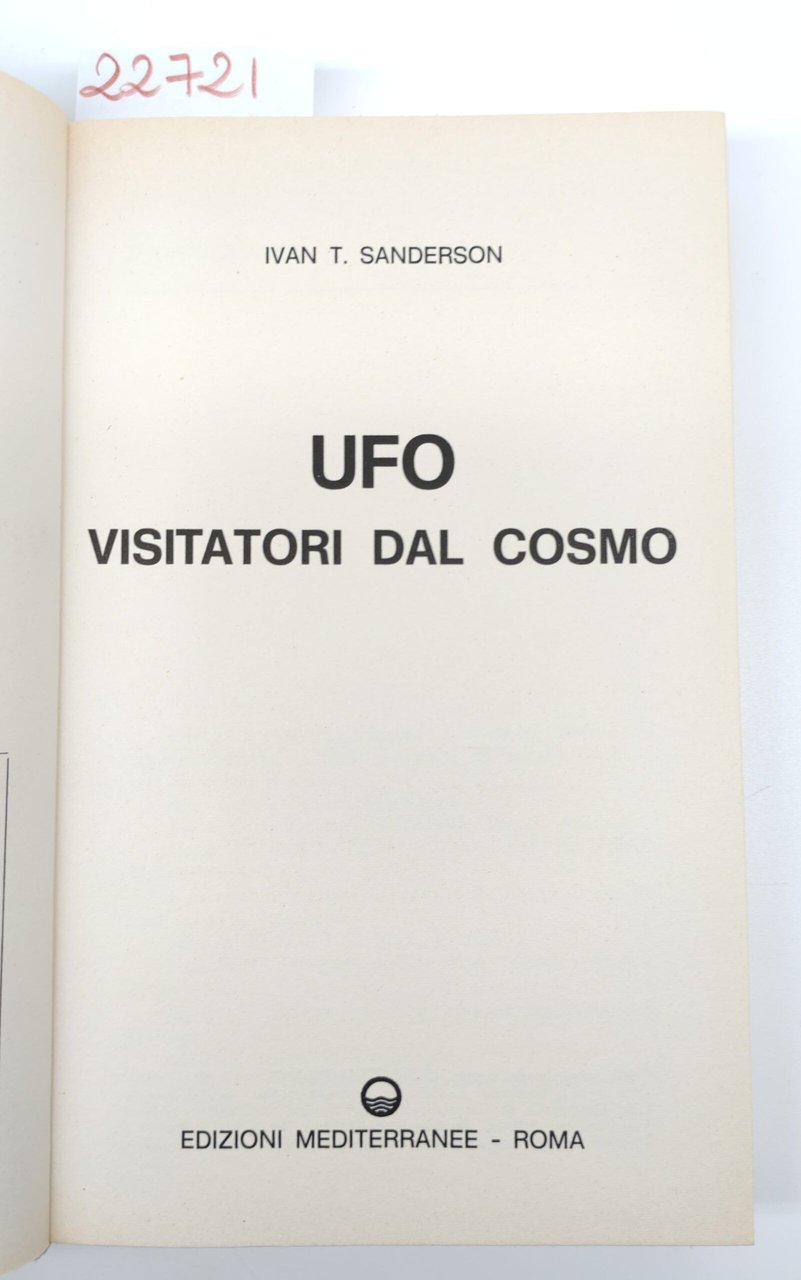 22721
IVAN T. SANDERSON
UFO
VISITATORI DAL COSMO
EDIZIONI MEDITERRANEE - ROMA